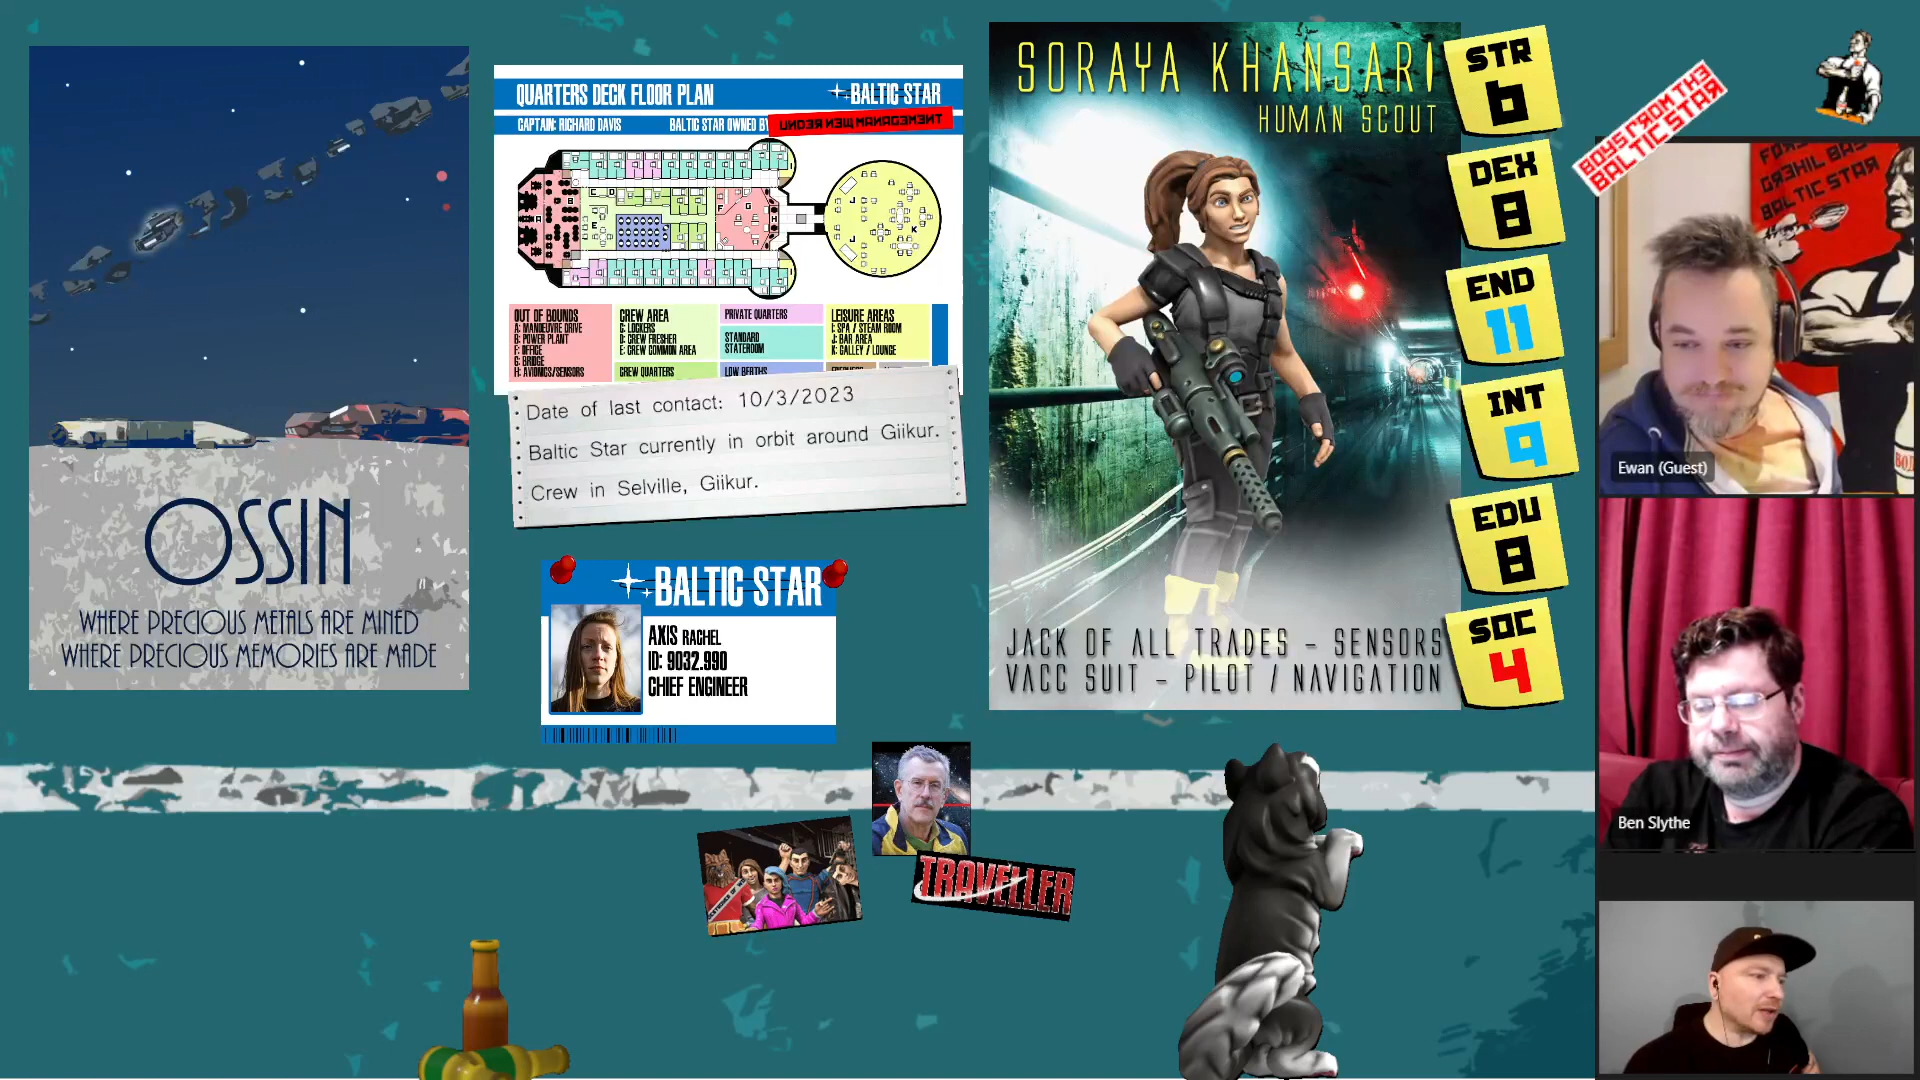 OSSIN
WHERE PRECIOUS METALS ARE MINED
WHERE PRECIOUS MEMORIES ARE MADE
QUARTERS DECK FLOOR PLAN
BALTIC STAR
CAPTAIN: RICHARD DAVIS
BALTIC STAR OWNED BY
UNDER NEW MANAGEMENT
OUT OF BOUNDS
A: MANOEUVRE DRIVE
B: POWER PLANT
F: OFFICE
G: BRIDGE
H: AVIONICS/SENSORS
CREW AREA
C: LOCKERS
D: CREW FRESHER
E: CREW COMMON AREA
CREW QUARTERS
PRIVATE QUARTERS
STANDARD
STATEROOM
LOW BERTHS
LEISURE AREAS
I: SPA / STEAM ROOM
J: BAR AREA
K: GALLEY / LOUNGE
Date of last contact: 10/3/2023
Baltic Star currently in orbit around Giikur.
Crew in Selville, Giikur.
BALTIC STAR
AXIS RACHEL
ID: 9032.990
CHIEF ENGINEER
TRAVELLER
SORAYA KHANSARI
HUMAN SCOUT
JACK OF ALL TRADES - SENSORS
VACC SUIT - PILOT / NAVIGATION
STR
6
DEX
8
END
11
INT
9
EDU
8
SOC
4
BOYS FROM THE
BALTIC STAR
BALTIC STAR
Ewan (Guest)
Ben Slythe